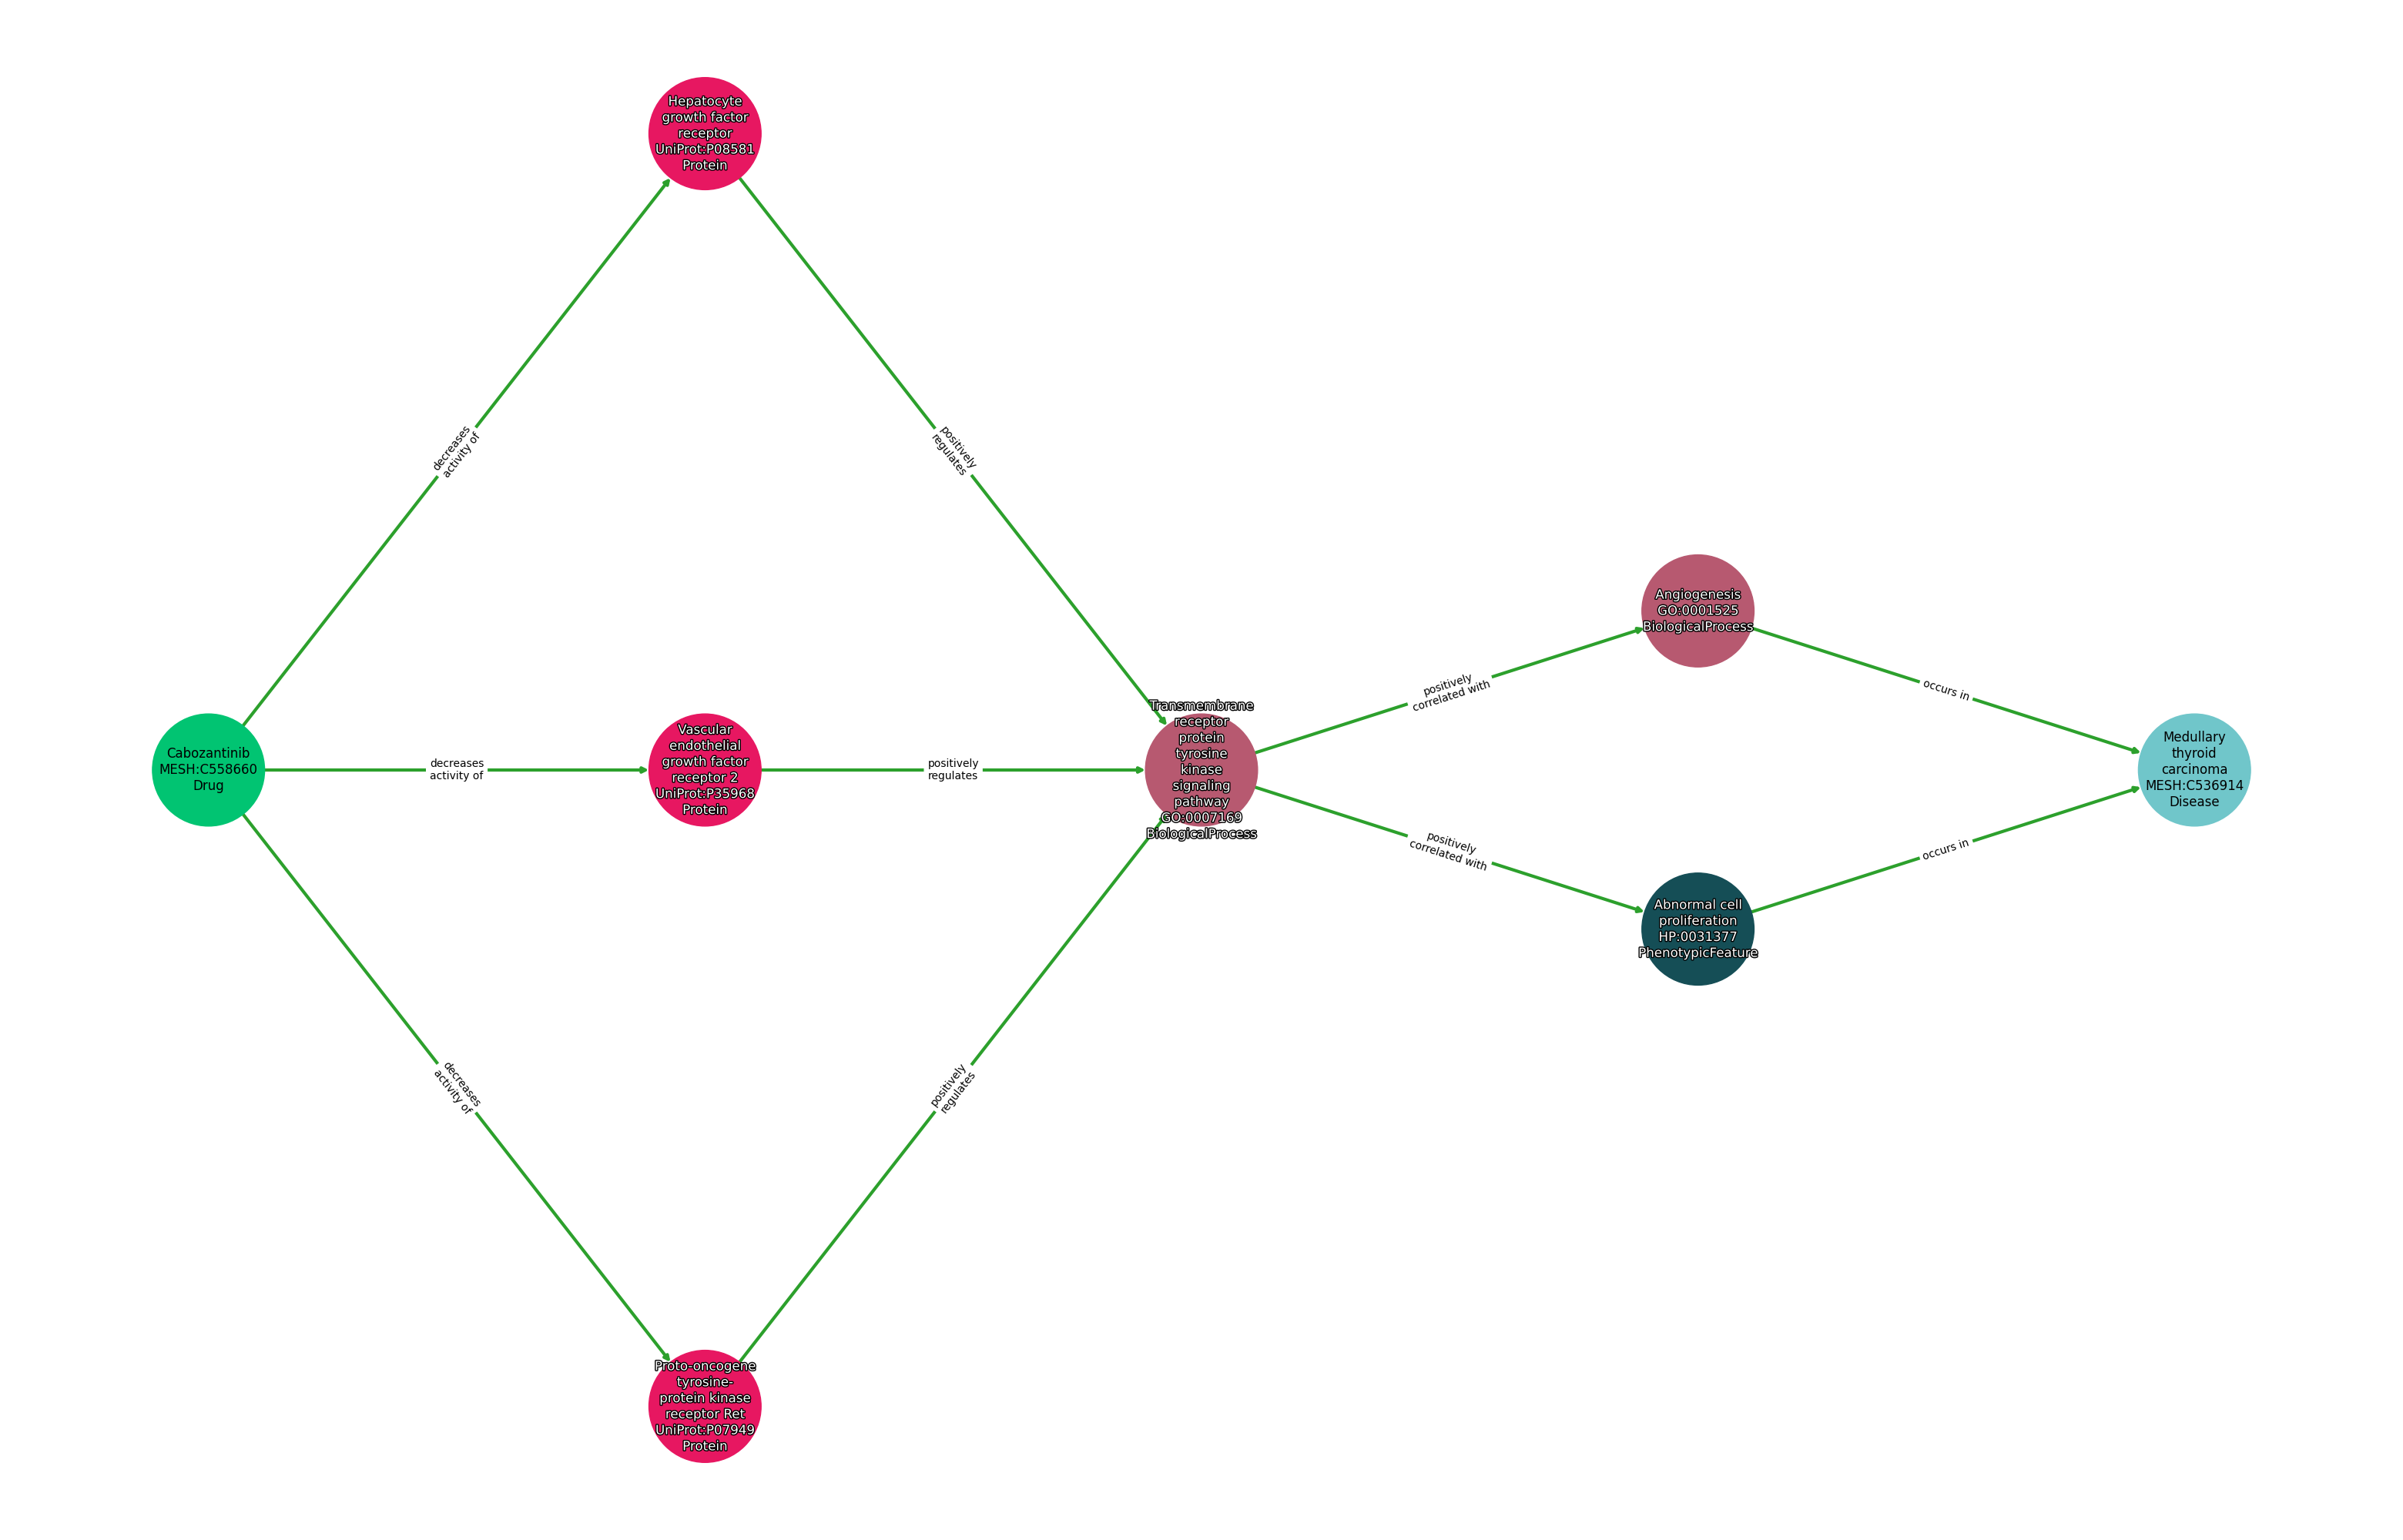 Hepatocyte
growth factor
receptor
UniProt:P08581
Protein
decreases
activity of
positively
regulates
Cabozantinib
MESH:C558660
Drug
decreases
activity of
Vascular
endothelial
growth factor
receptor 2
UniProt:P35968
Protein
positively
regulates
Transmembrane
receptor
protein
tyrosine
kinase
signaling
pathway
GO:0007169
BiologicalProcess
positively
correlated with
Angiogenesis
GO:0001525
BiologicalProcess
occurs in
Medullary
thyroid
carcinoma
MESH:C536914
Disease
positively
correlated with
Abnormal cell
proliferation
HP:0031377
PhenotypicFeature
occurs in
decreases
activity of
positively
regulates
Proto-oncogene
tyrosine-
protein kinase
receptor Ret
UniProt:P07949
Protein